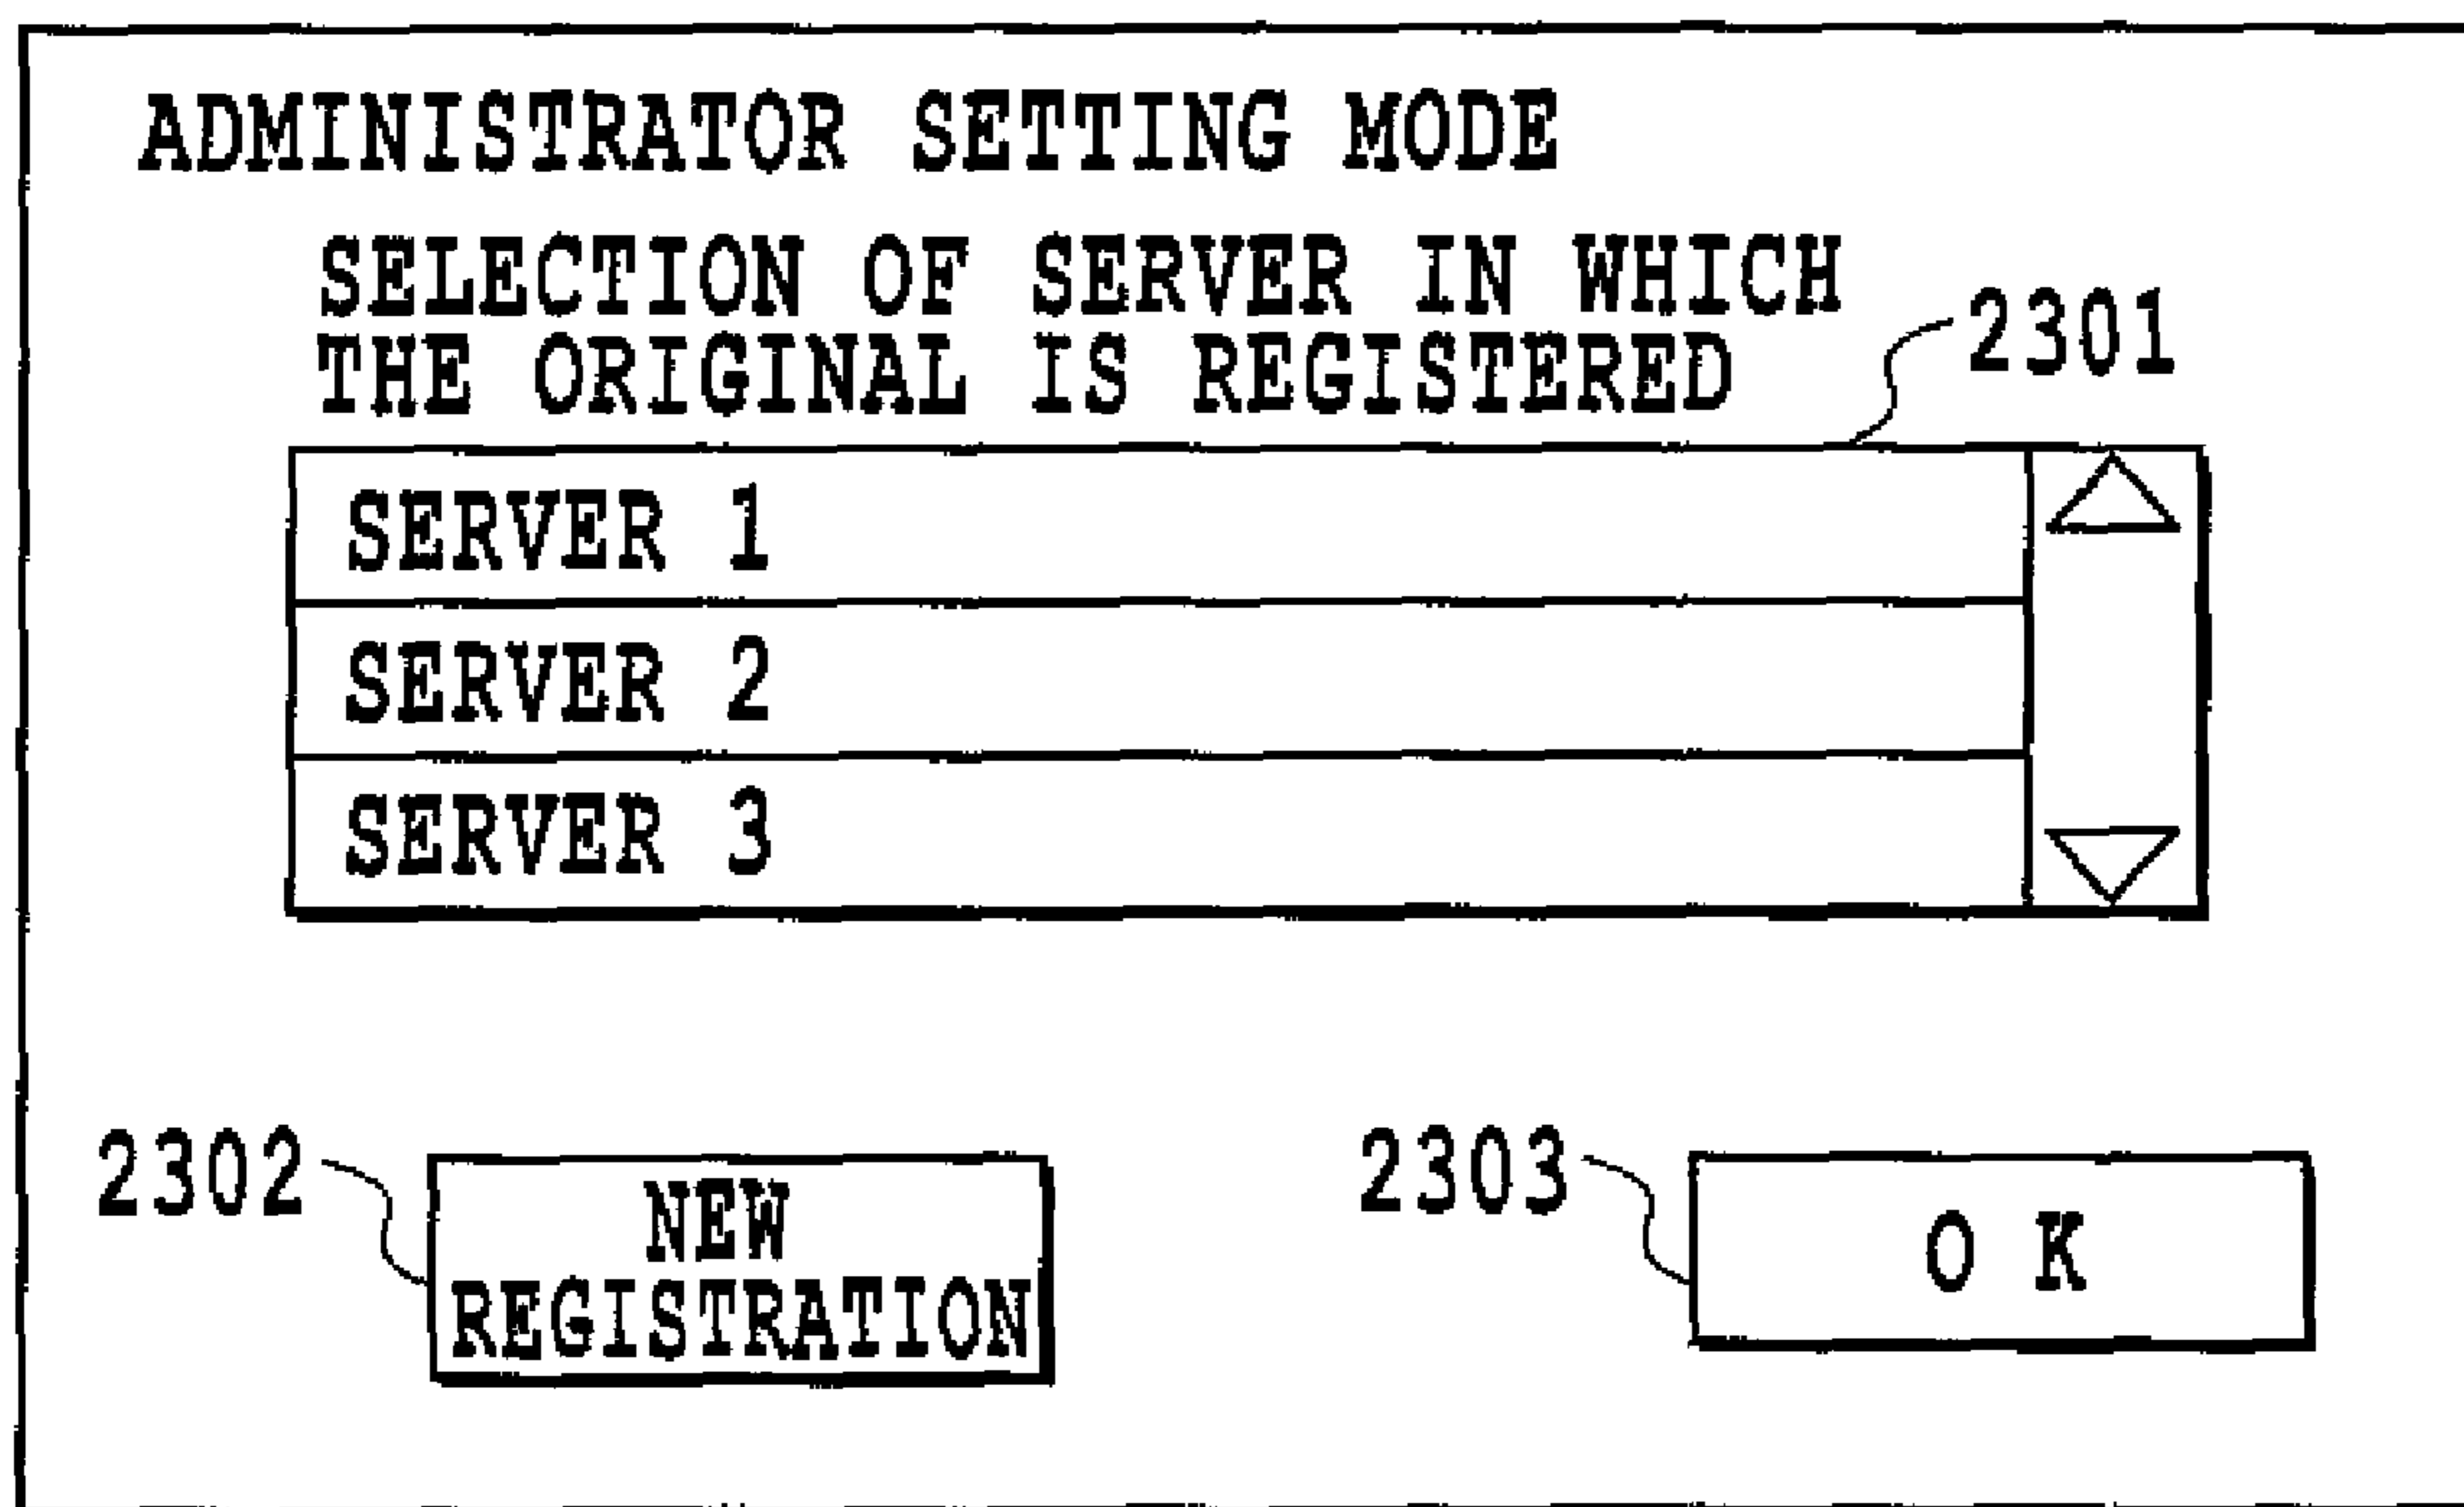 ADMINISTRATOR SETTING MODE
SELECTION OF SERVER IN WHICH
THE ORIGINAL IS REGISTERED
2301
SERVER 1
SERVER 2
SERVER 3
2302
NEW
REGISTRATION
2303
OK